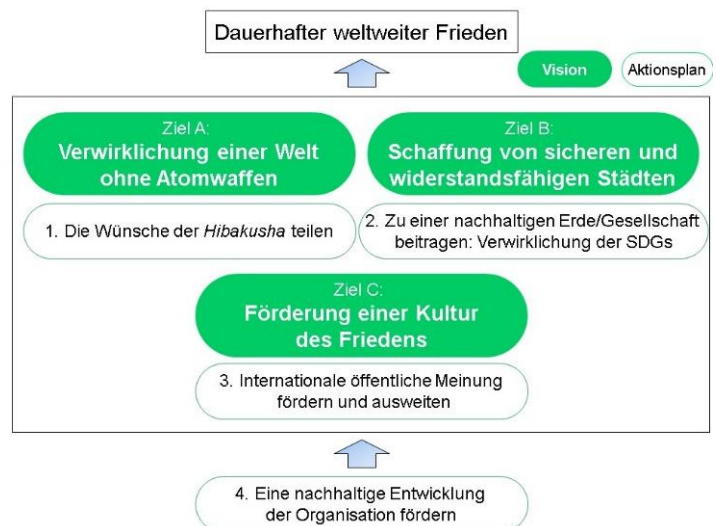 Dauerhafter weltweiter Frieden
Vision
Aktionsplan
Ziel A:
Verwirklichung einer Welt
ohne Atomwaffen
Ziel B:
Schaffung von sicheren und
widerstandsfähigen Städten
1. Die Wünsche der Hibakusha teilen
2. Zu einer nachhaltigen Erde/Gesellschaft
beitragen: Verwirklichung der SDGs
Ziel C:
Förderung einer Kultur
des Friedens
3. Internationale öffentliche Meinung
fördern und ausweiten
4. Eine nachhaltige Entwicklung
der Organisation fördern